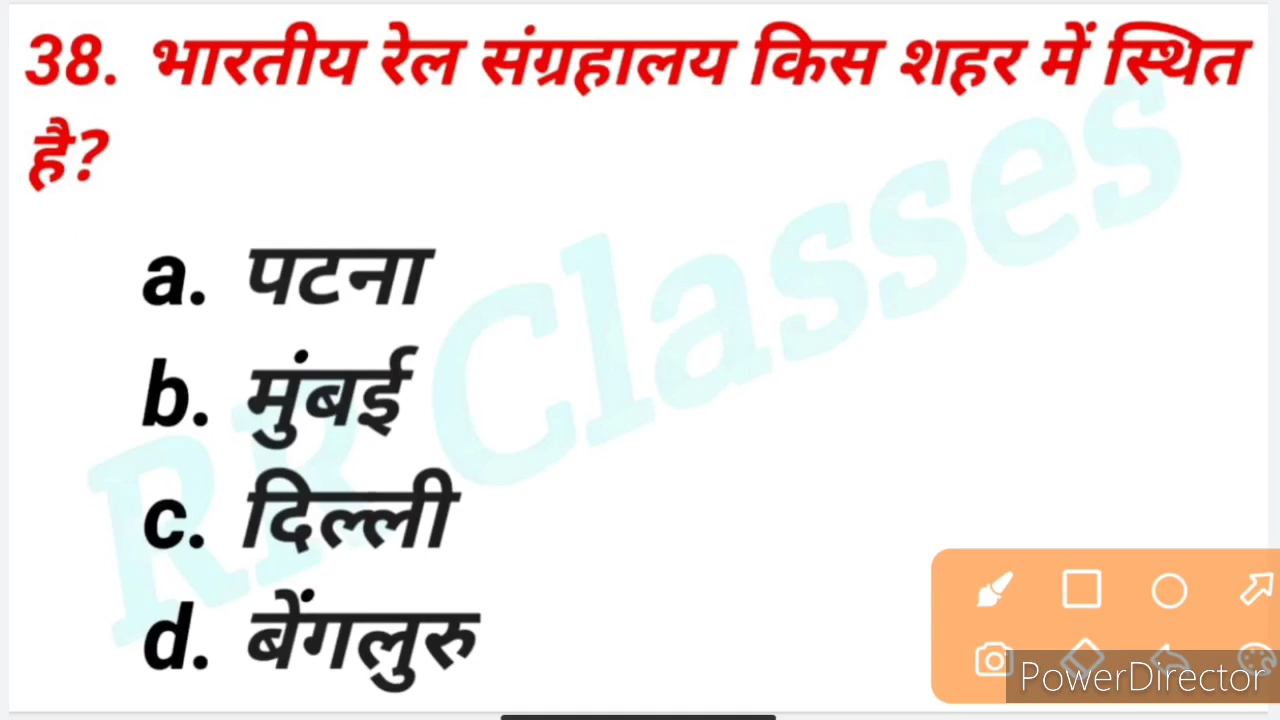 38. भारतीय रेल संग्रहालय किस शहर में स्थित
है?
a. पटना
b. मुंबई
c. दिल्ली
d. बेंगलुरु
RK Classes
PowerDirector